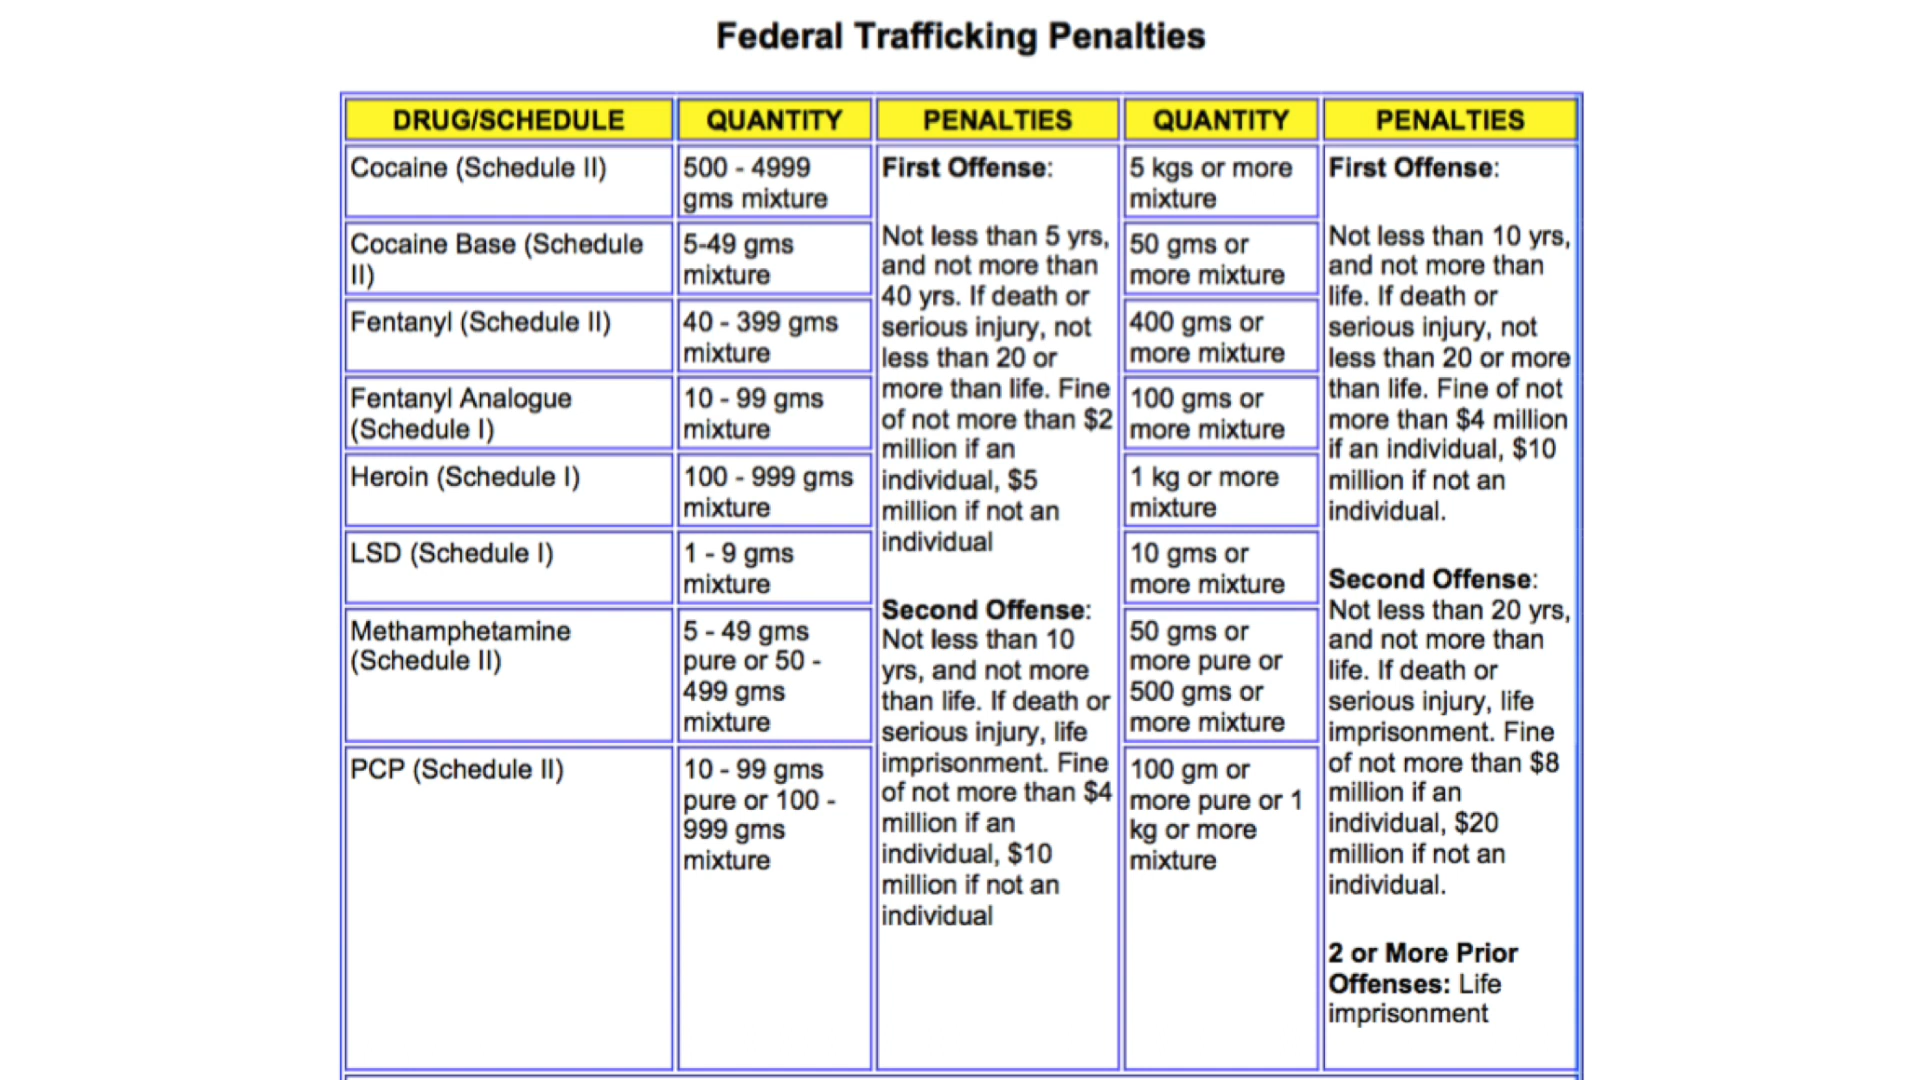 Federal Trafficking Penalties
DRUG/SCHEDULE
QUANTITY
PENALTIES
QUANTITY
PENALTIES
Cocaine (Schedule II)
500 - 4999
gms mixture
Cocaine Base (Schedule
II)
5-49 gms
mixture
Fentanyl (Schedule II)
40 - 399 gms
mixture
Fentanyl Analogue
(Schedule I)
10 - 99 gms
mixture
Heroin (Schedule I)
100 - 999 gms
mixture
LSD (Schedule I)
1 - 9 gms
mixture
Methamphetamine
(Schedule II)
5 - 49 gms
pure or 50 -
499 gms
mixture
PCP (Schedule II)
10 - 99 gms
pure or 100 -
999 gms
mixture
First Offense:
Not less than 5 yrs,
and not more than
40 yrs. If death or
serious injury, not
less than 20 or
more than life. Fine
of not more than $2
million if an
individual, $5
million if not an
individual
Second Offense:
Not less than 10
yrs, and not more
than life. If death or
serious injury, life
imprisonment. Fine
of not more than $4
million if an
individual, $10
million if not an
individual
5 kgs or more
mixture
50 gms or
more mixture
400 gms or
more mixture
100 gms or
more mixture
1 kg or more
mixture
10 gms or
more mixture
50 gms or
more pure or
500 gms or
more mixture
100 gm or
more pure or 1
kg or more
mixture
First Offense:
Not less than 10 yrs,
and not more than
life. If death or
serious injury, not
less than 20 or more
than life. Fine of not
more than $4 million
if an individual, $10
million if not an
individual.
Second Offense:
Not less than 20 yrs,
and not more than
life. If death or
serious injury, life
imprisonment. Fine
of not more than $8
million if an
individual, $20
million if not an
individual.
2 or More Prior
Offenses: Life
imprisonment